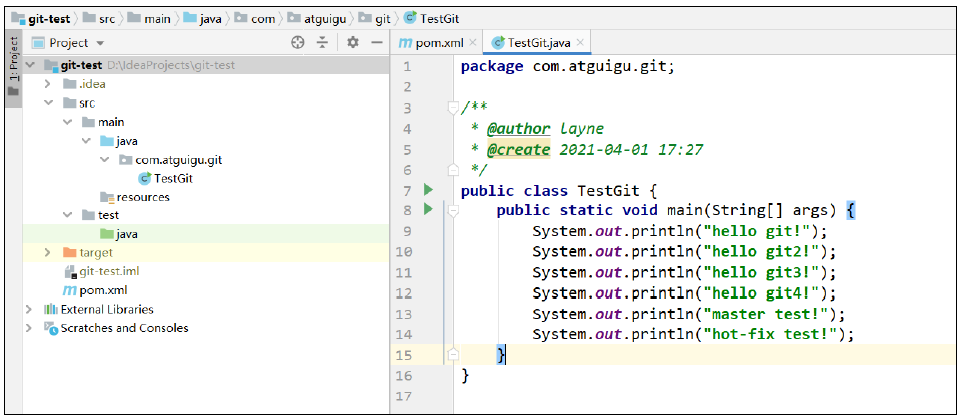 git-test src main java com atguigu git TestGit
1: Project
Project
git-test D:\IdeaProjects\git-test
.idea
src
main
java
com.atguigu.git
TestGit
resources
test
java
target
git-test.iml
pom.xml
External Libraries
Scratches and Consoles
pom.xml TestGit.java
1 package com.atguigu.git;
2
3 /**
4 * @author layne
5 * @create 2021-04-01 17:27
6 */
7 public class TestGit {
8 public static void main(String[] args) {
9 System.out.println("hello git!");
10 System.out.println("hello git2!");
11 System.out.println("hello git3!");
12 System.out.println("hello git4!");
13 System.out.println("master test!");
14 System.out.println("hot-fix test!");
15 }
16 }
17